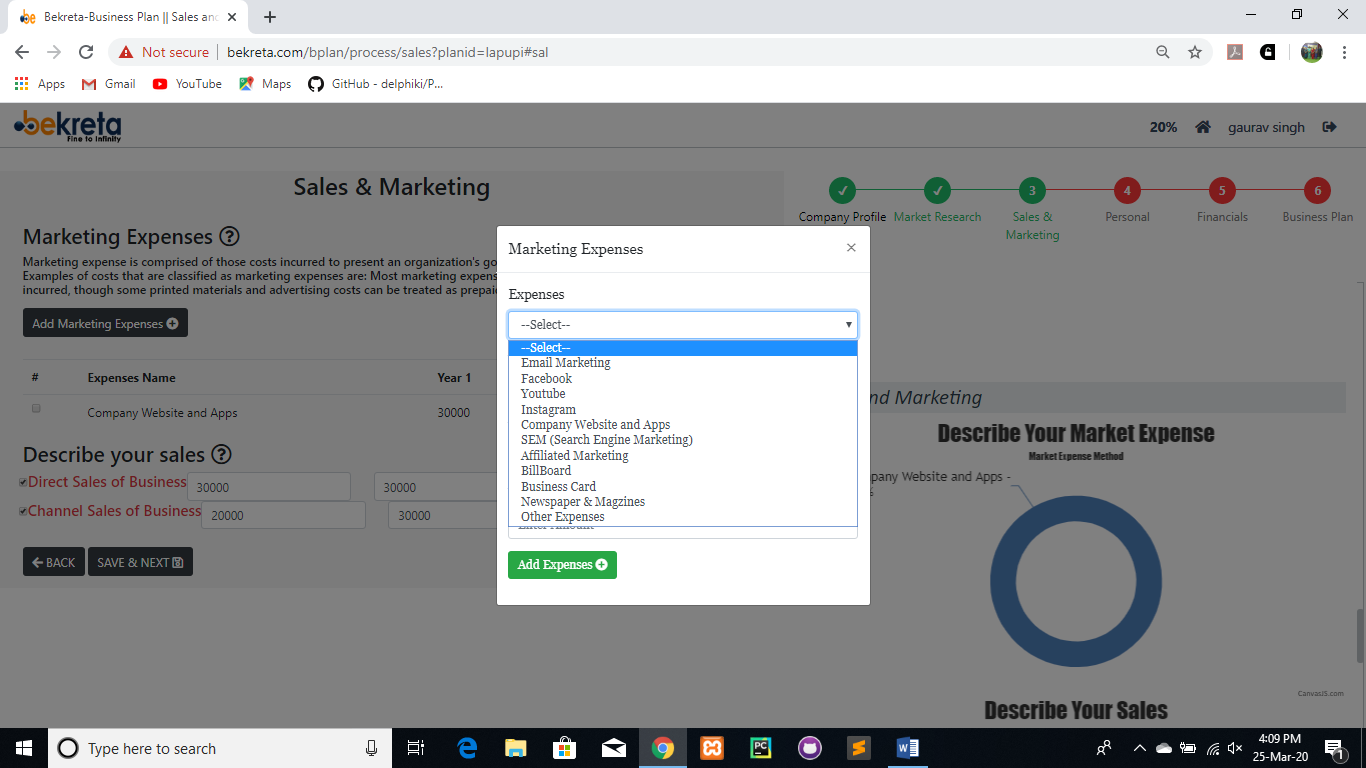 Bekreta-Business Plan || Sales and
Not secure
bekreta.com/bplan/process/sales?planid=lapupi#sal
Apps
Gmail
YouTube
Maps
GitHub - delphiki/P...
bekreta
Fine to Infinity
20%
gaurav singh
Sales & Marketing
3
4
5
6
Company Profile
Market Research
Sales &
Marketing
Personal
Financials
Business Plan
Marketing Expenses
Marketing expense is comprised of those costs incurred to present an organization's go
Examples of costs that are classified as marketing expenses are: Most marketing expens
incurred, though some printed materials and advertising costs can be treated as prepai
Add Marketing Expenses
# Expenses Name Year 1
Company Website and Apps 30000
Describe your sales
Direct Sales of Business 30000 30000
Channel Sales of Business 20000 30000
BACK
SAVE & NEXT
Marketing Expenses
×
Expenses
--Select--
--Select--
Email Marketing
Facebook
Youtube
Instagram
Company Website and Apps
SEM (Search Engine Marketing)
Affiliated Marketing
BillBoard
Business Card
Newspaper & Magzines
Other Expenses
Enter Amount
Add Expenses
nd Marketing
Describe Your Market Expense
Market Expense Method
pany Website and Apps -
CanvasJS.com
Describe Your Sales
Type here to search
PC
W
4:09 PM
25-Mar-20
1